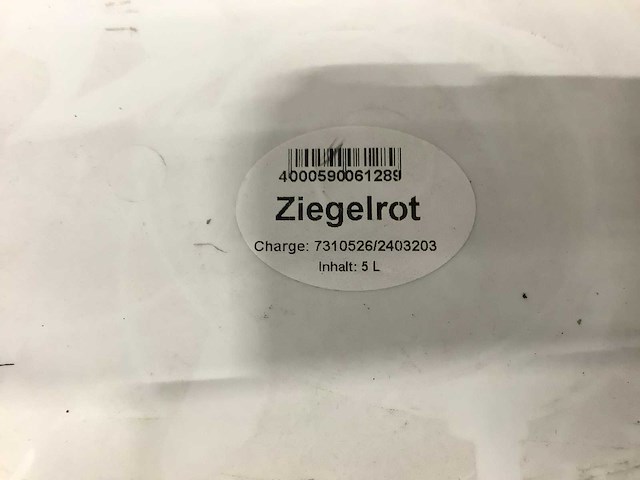 4000590061289
Ziegelrot
Charge: 7310526/2403203
Inhalt: 5 L